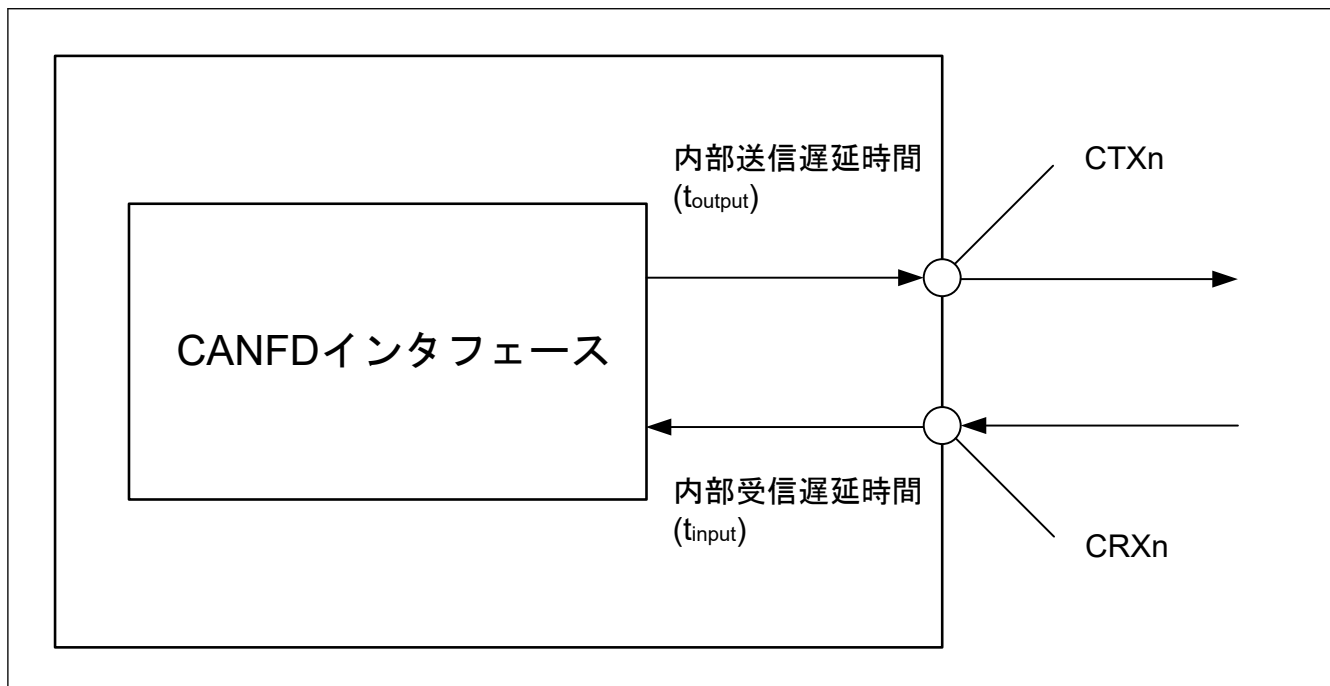 内部送信遅延時間
(toutput)
CTXn
CANFDインタフェース
内部受信遅延時間
(tinput)
CRXn